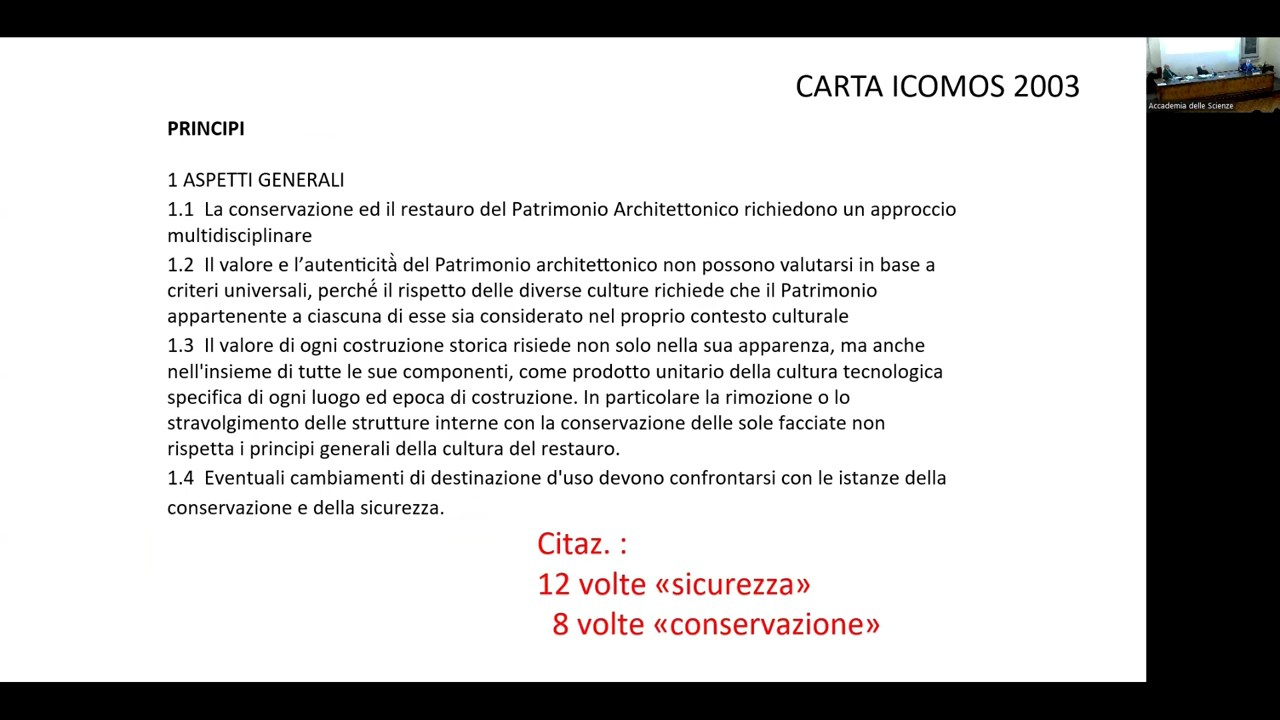 CARTA ICOMOS 2003
Accademia delle Scienze
PRINCIPI
1 ASPETTI GENERALI
1.1 La conservazione ed il restauro del Patrimonio Architettonico richiedono un approccio
multidisciplinare
1.2 Il valore e l’autenticità̀ del Patrimonio architettonico non possono valutarsi in base a
criteri universali, perché́ il rispetto delle diverse culture richiede che il Patrimonio
appartenente a ciascuna di esse sia considerato nel proprio contesto culturale
1.3 Il valore di ogni costruzione storica risiede non solo nella sua apparenza, ma anche
nell'insieme di tutte le sue componenti, come prodotto unitario della cultura tecnologica
specifica di ogni luogo ed epoca di costruzione. In particolare la rimozione o lo
stravolgimento delle strutture interne con la conservazione delle sole facciate non
rispetta i principi generali della cultura del restauro.
1.4 Eventuali cambiamenti di destinazione d'uso devono confrontarsi con le istanze della
conservazione e della sicurezza.
Citaz. :
12 volte «sicurezza»
8 volte «conservazione»